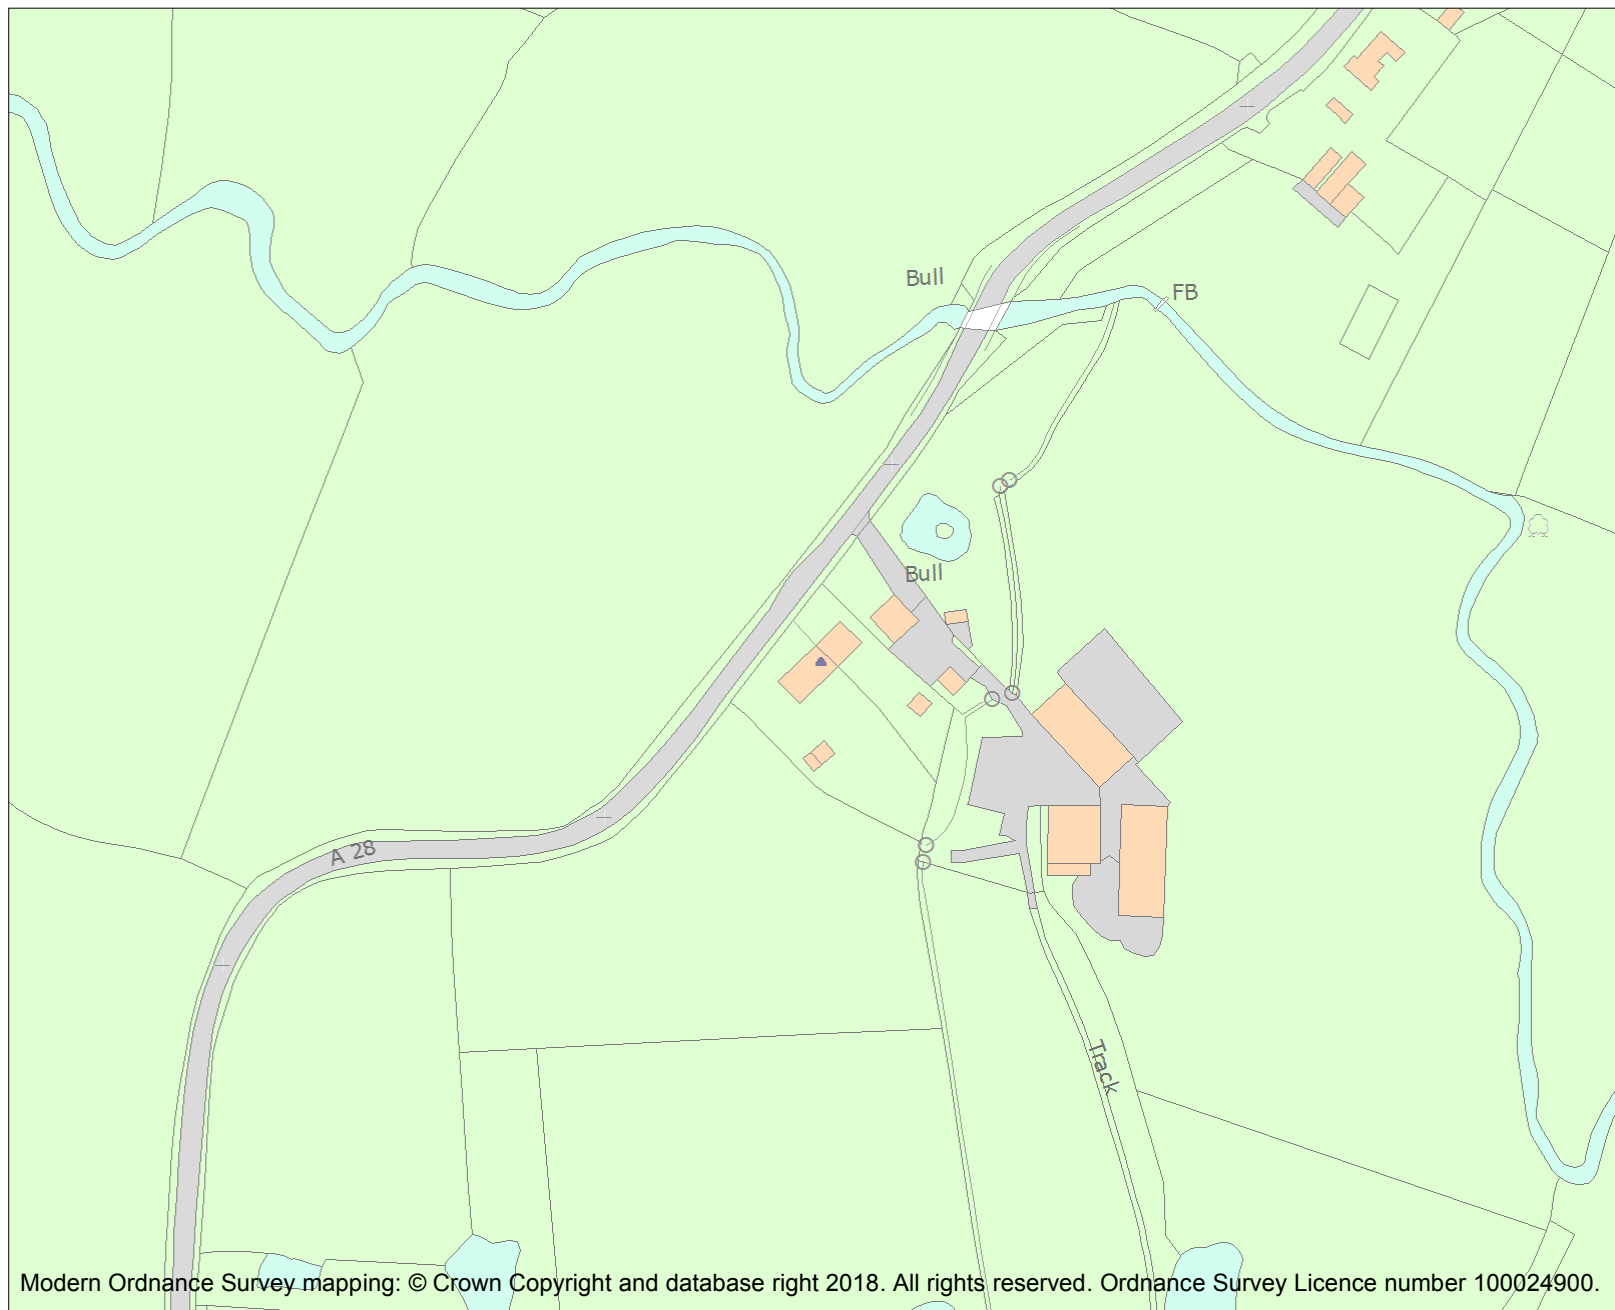 Bull
FB
Bull
A 28
Track
Modern Ordnance Survey mapping: © Crown Copyright and database right 2018. All rights reserved. Ordnance Survey Licence number 100024900.